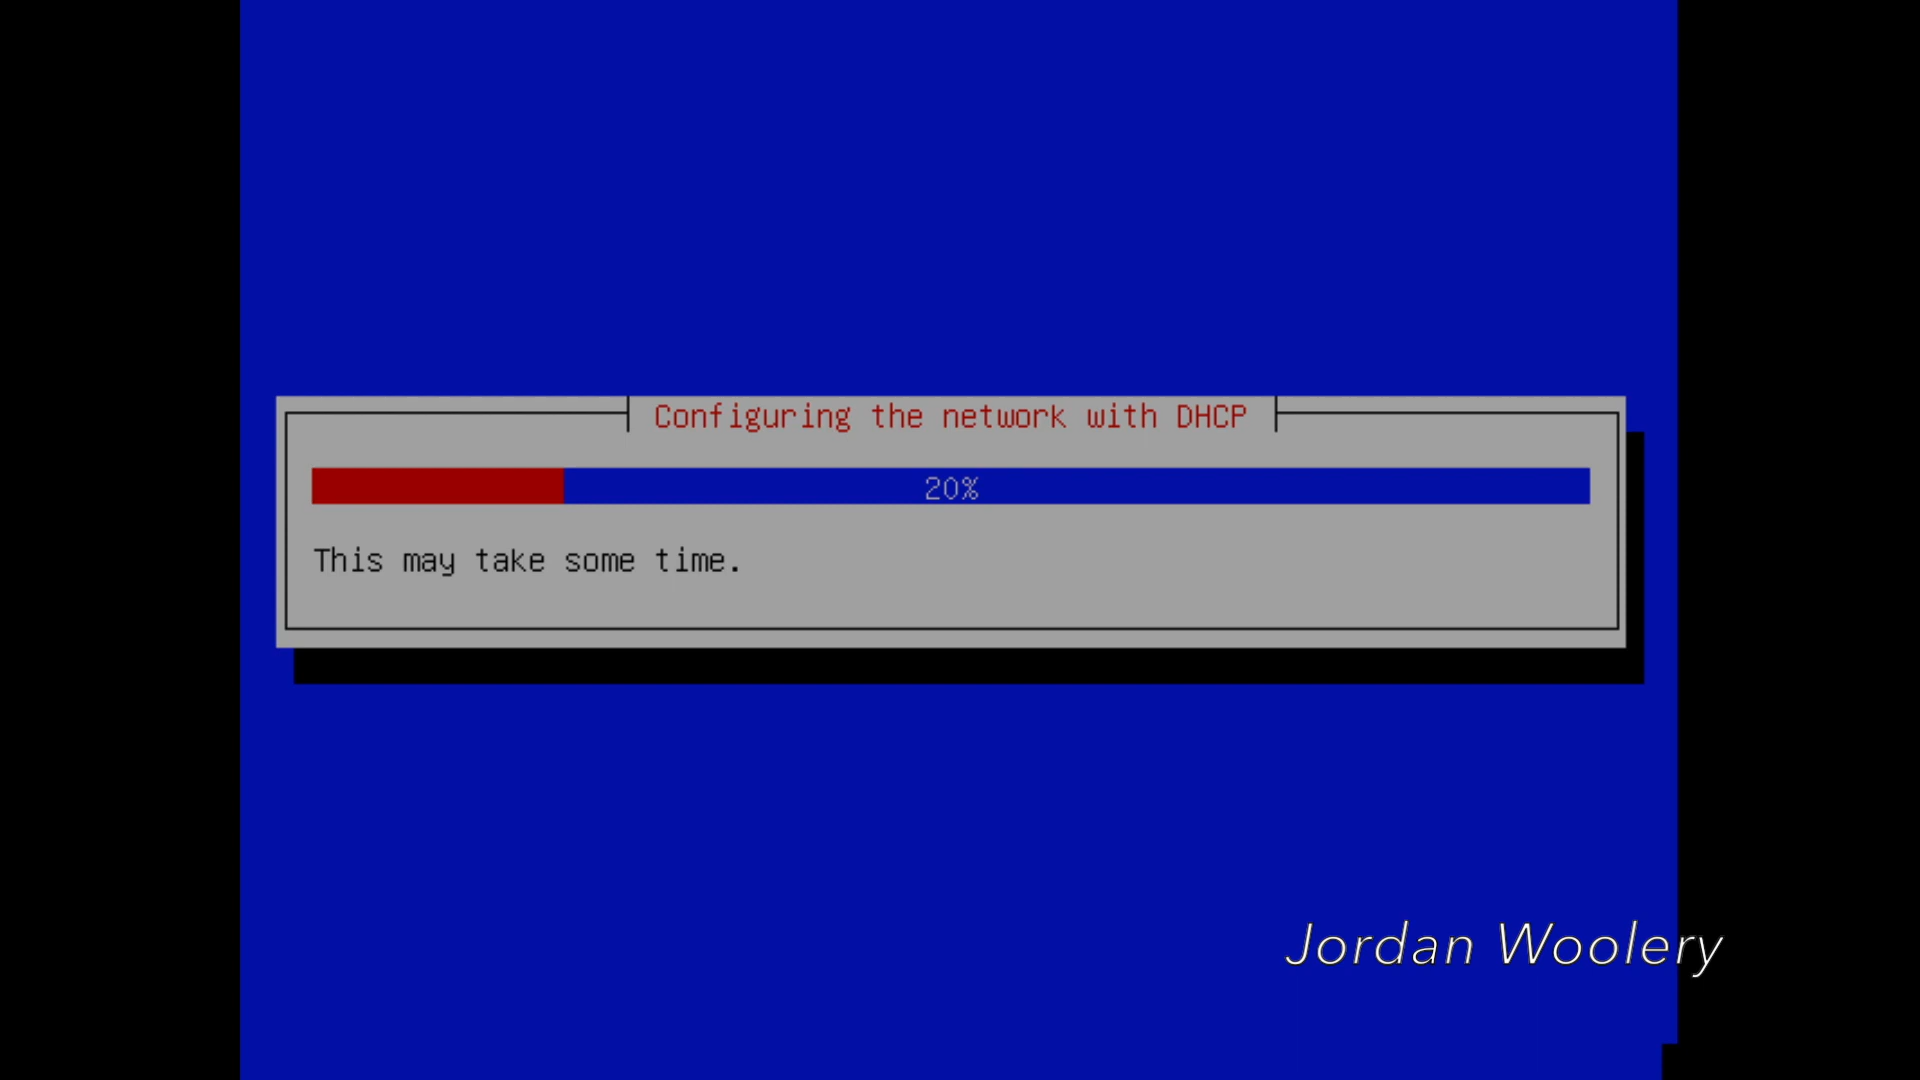 Configuring the network with DHCP
20%
This may take some time.
Jordan Woolery